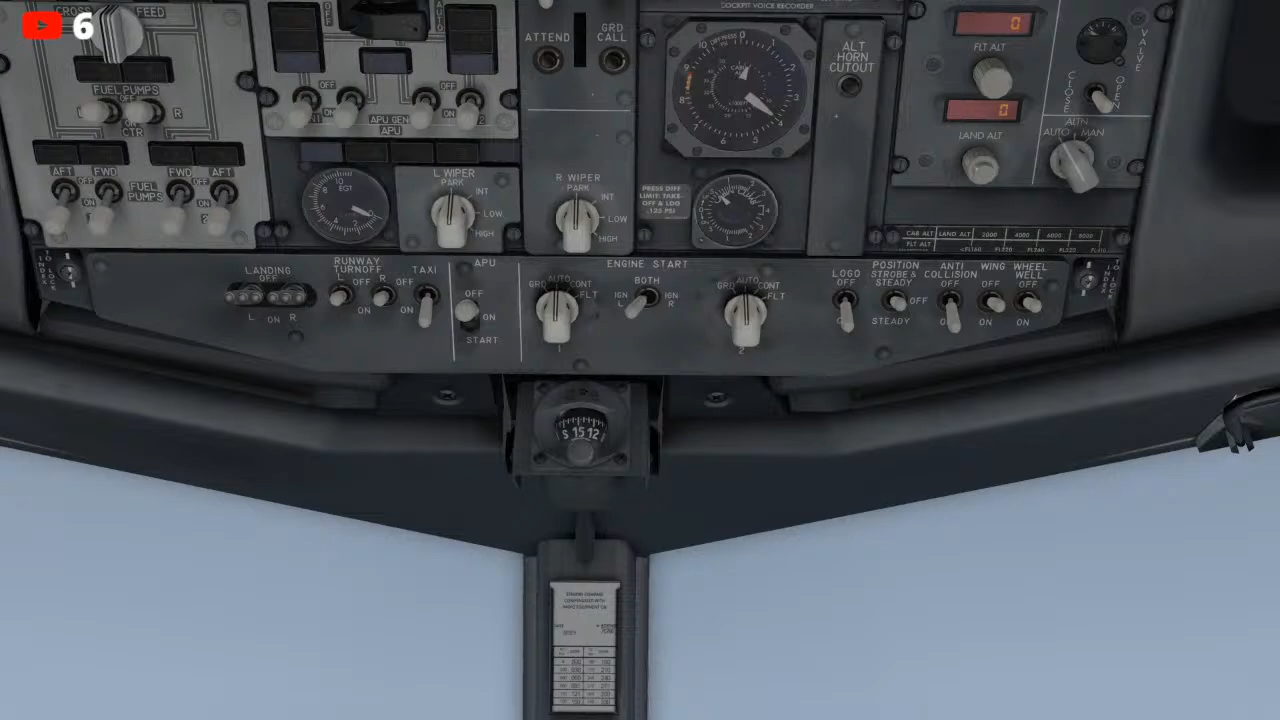 6
CROSS FEED
FUEL PUMPS
OFF
ON
CTR
R
AFT OFF FWD
FWD OFF AFT
FUEL
PUMPS
ON
2
OFF
AUTO
OFF
OFF
APU GEN
APU
2
EGT
L WIPER
PARK
INT
LOW
HIGH
ATTEND
GRD
CALL
R WIPER
PARK
INT
LOW
HIGH
COCKPIT VOICE RECORDER
PRESS DIFF
LIMIT: TAKE-
OFF & LDG
.125 PSI
ALT
HORN
CUTOUT
0
FLT ALT
0
LAND ALT
VALVE
CLOSE
OPEN
ALTN
AUTO
MAN
CAB ALT LAND ALT 2000 4000 6000 8000
FLT ALT
LANDING
OFF
L ON R
RUNWAY
TURNOFF
L OFF R OFF
ON
TAXI
ON
APU
OFF
ON
START
ENGINE START
GRD AUTO CONT
FLT
1
BOTH
IGN L
IGN R
GRD AUTO CONT
FLT
2
LOGO
OFF
POSITION
STROBE &
STEADY
OFF
STEADY
ANTI
COLLISION
OFF
ON
WING
OFF
ON
WHEEL
WELL
OFF
ON
S 15 12